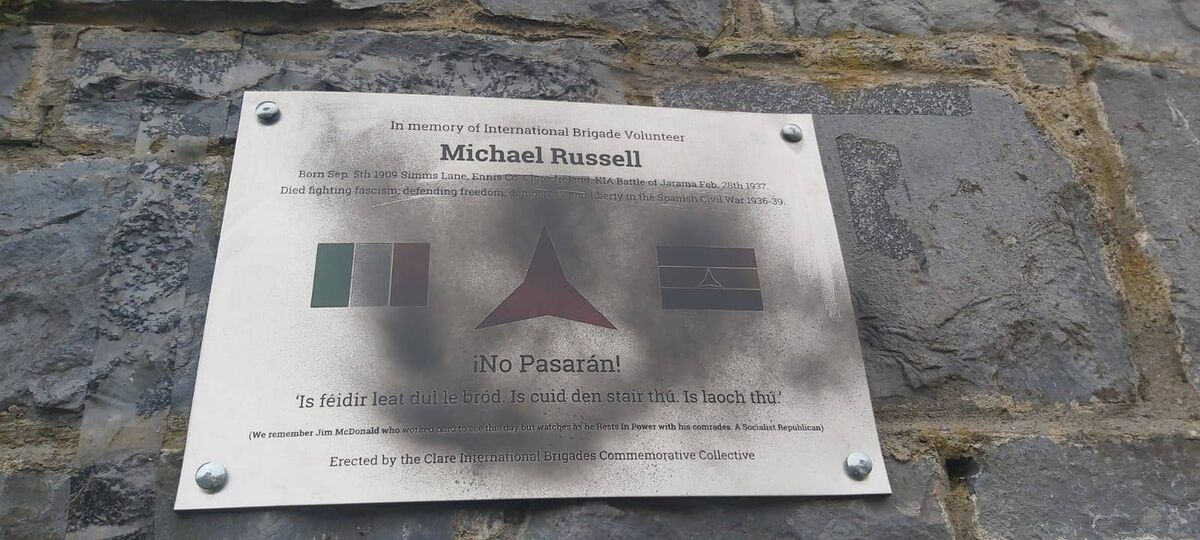 In memory of International Brigade Volunteer
Michael Russell
Born Sep. 5th 1909 Simms Lane, Ennis Co. Clare Ireland. KIA Battle of Jarama Feb. 28th 1937.
Died fighting fascism; defending freedom, democracy and liberty in the Spanish Civil War 1936-39.
¡No Pasarán!
‘Is féidir leat dul le bród. Is cuid den stair thú. Is laoch thú.’
(We remember Jim McDonald who worked hard to see this day but watches as he Rests In Power with his comrades. A Socialist Republican)
Erected by the Clare International Brigades Commemorative Collective